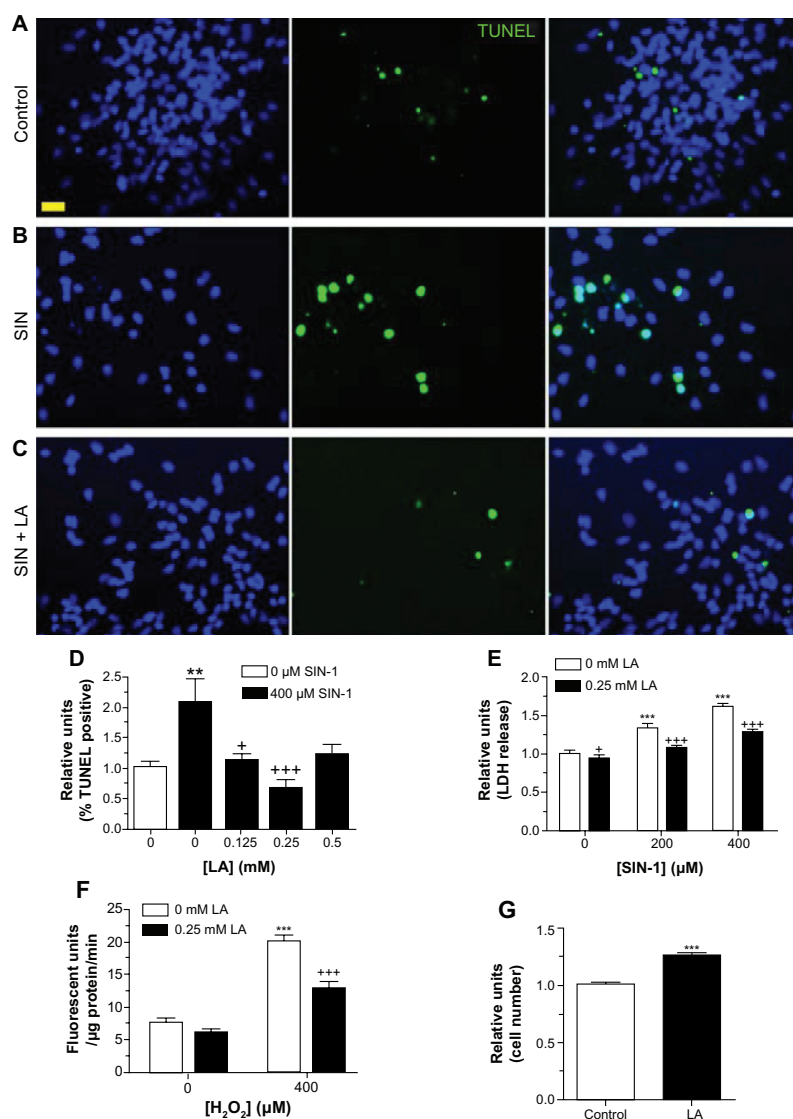 A
Control
TUNEL
B
SIN
C
SIN + LA
D
Relative units
(% TUNEL positive)
2.5
2.0
1.5
1.0
0.5
0.0
**
+
+++
0 µM SIN-1
400 µM SIN-1
0 0 0.125 0.25 0.5
[LA] (mM)
E
Relative units
(LDH release)
2.0
1.5
1.0
0.5
0.0
0 mM LA
0.25 mM LA
+
***
+++
***
+++
0 200 400
[SIN-1] (µM)
F
Fluorescent units
/µg protein/min
25
20
15
10
5
0
0 mM LA
0.25 mM LA
***
+++
0 400
[H₂O₂] (µM)
G
Relative units
(cell number)
1.5
1.0
0.5
0.0
***
Control LA